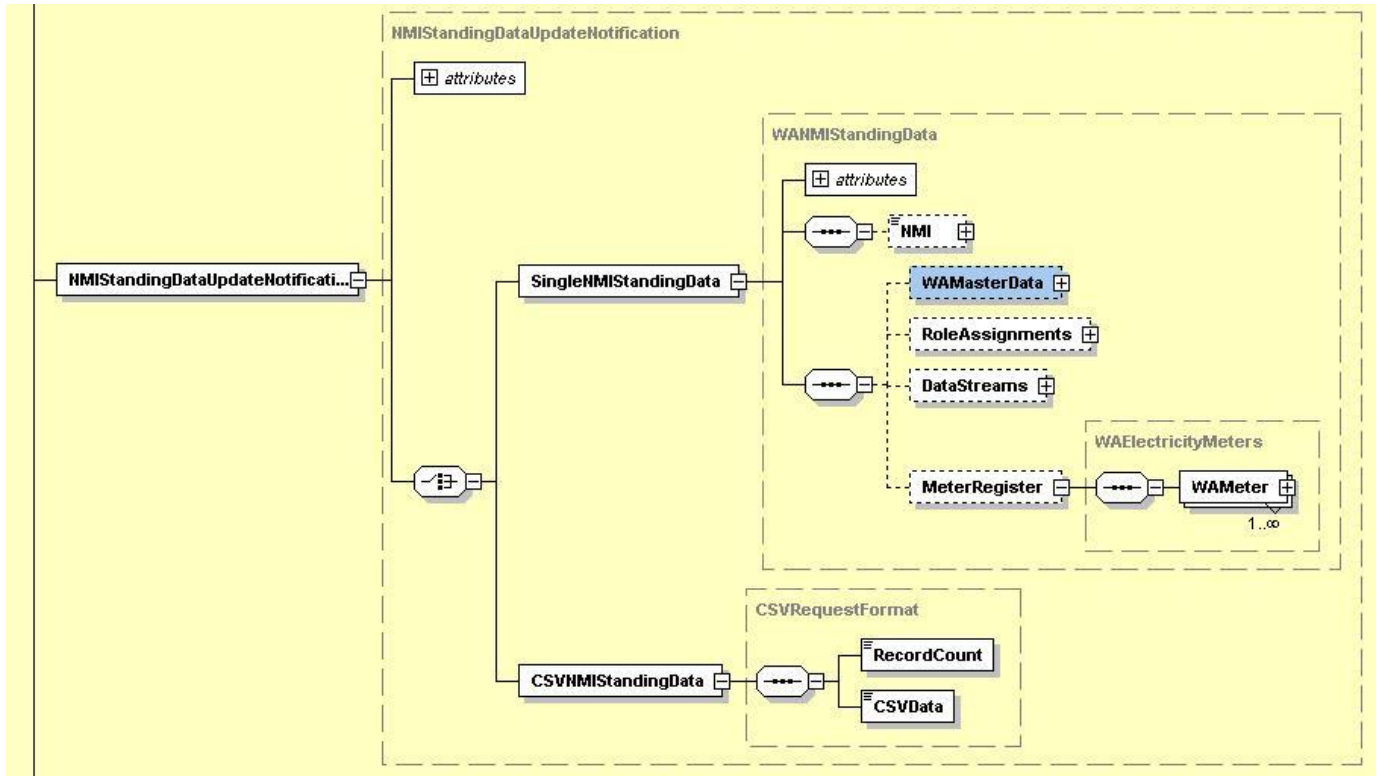 NMIStandingDataUpdateNotification
attributes
WANMIStandingData
attributes
NMI
NMIStandingDataUpdateNotificati...
SingleNMIStandingData
WAMasterData
RoleAssignments
DataStreams
WAElectricityMeters
MeterRegister
WAMeter
1..∞
CSVRequestFormat
RecordCount
CSVNMIStandingData
CSVData